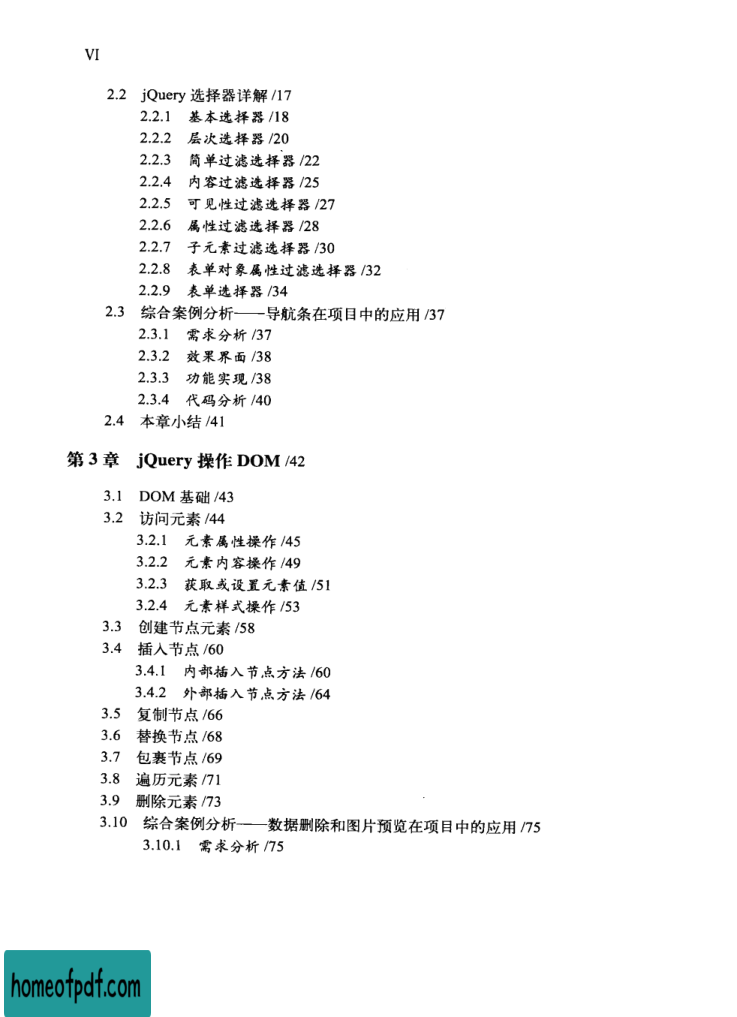 VI
2.2 jQuery 选择器详解 /17
2.2.1 基本选择器 /18
2.2.2 层次选择器 /20
2.2.3 简单过滤选择器 /22
2.2.4 内容过滤选择器 /25
2.2.5 可见性过滤选择器 /27
2.2.6 属性过滤选择器 /28
2.2.7 子元素过滤选择器 /30
2.2.8 表单对象属性过滤选择器 /32
2.2.9 表单选择器 /34
2.3 综合案例分析——导航条在项目中的应用 /37
2.3.1 需求分析 /37
2.3.2 效果界面 /38
2.3.3 功能实现 /38
2.3.4 代码分析 /40
2.4 本章小结 /41
第 3 章 jQuery 操作 DOM /42
3.1 DOM 基础 /43
3.2 访问元素 /44
3.2.1 元素属性操作 /45
3.2.2 元素内容操作 /49
3.2.3 获取或设置元素值 /51
3.2.4 元素样式操作 /53
3.3 创建节点元素 /58
3.4 插入节点 /60
3.4.1 内部插入节点方法 /60
3.4.2 外部插入节点方法 /64
3.5 复制节点 /66
3.6 替换节点 /68
3.7 包裹节点 /69
3.8 遍历元素 /71
3.9 删除元素 /73
3.10 综合案例分析——数据删除和图片预览在项目中的应用 /75
3.10.1 需求分析 /75
homeofpdf.com